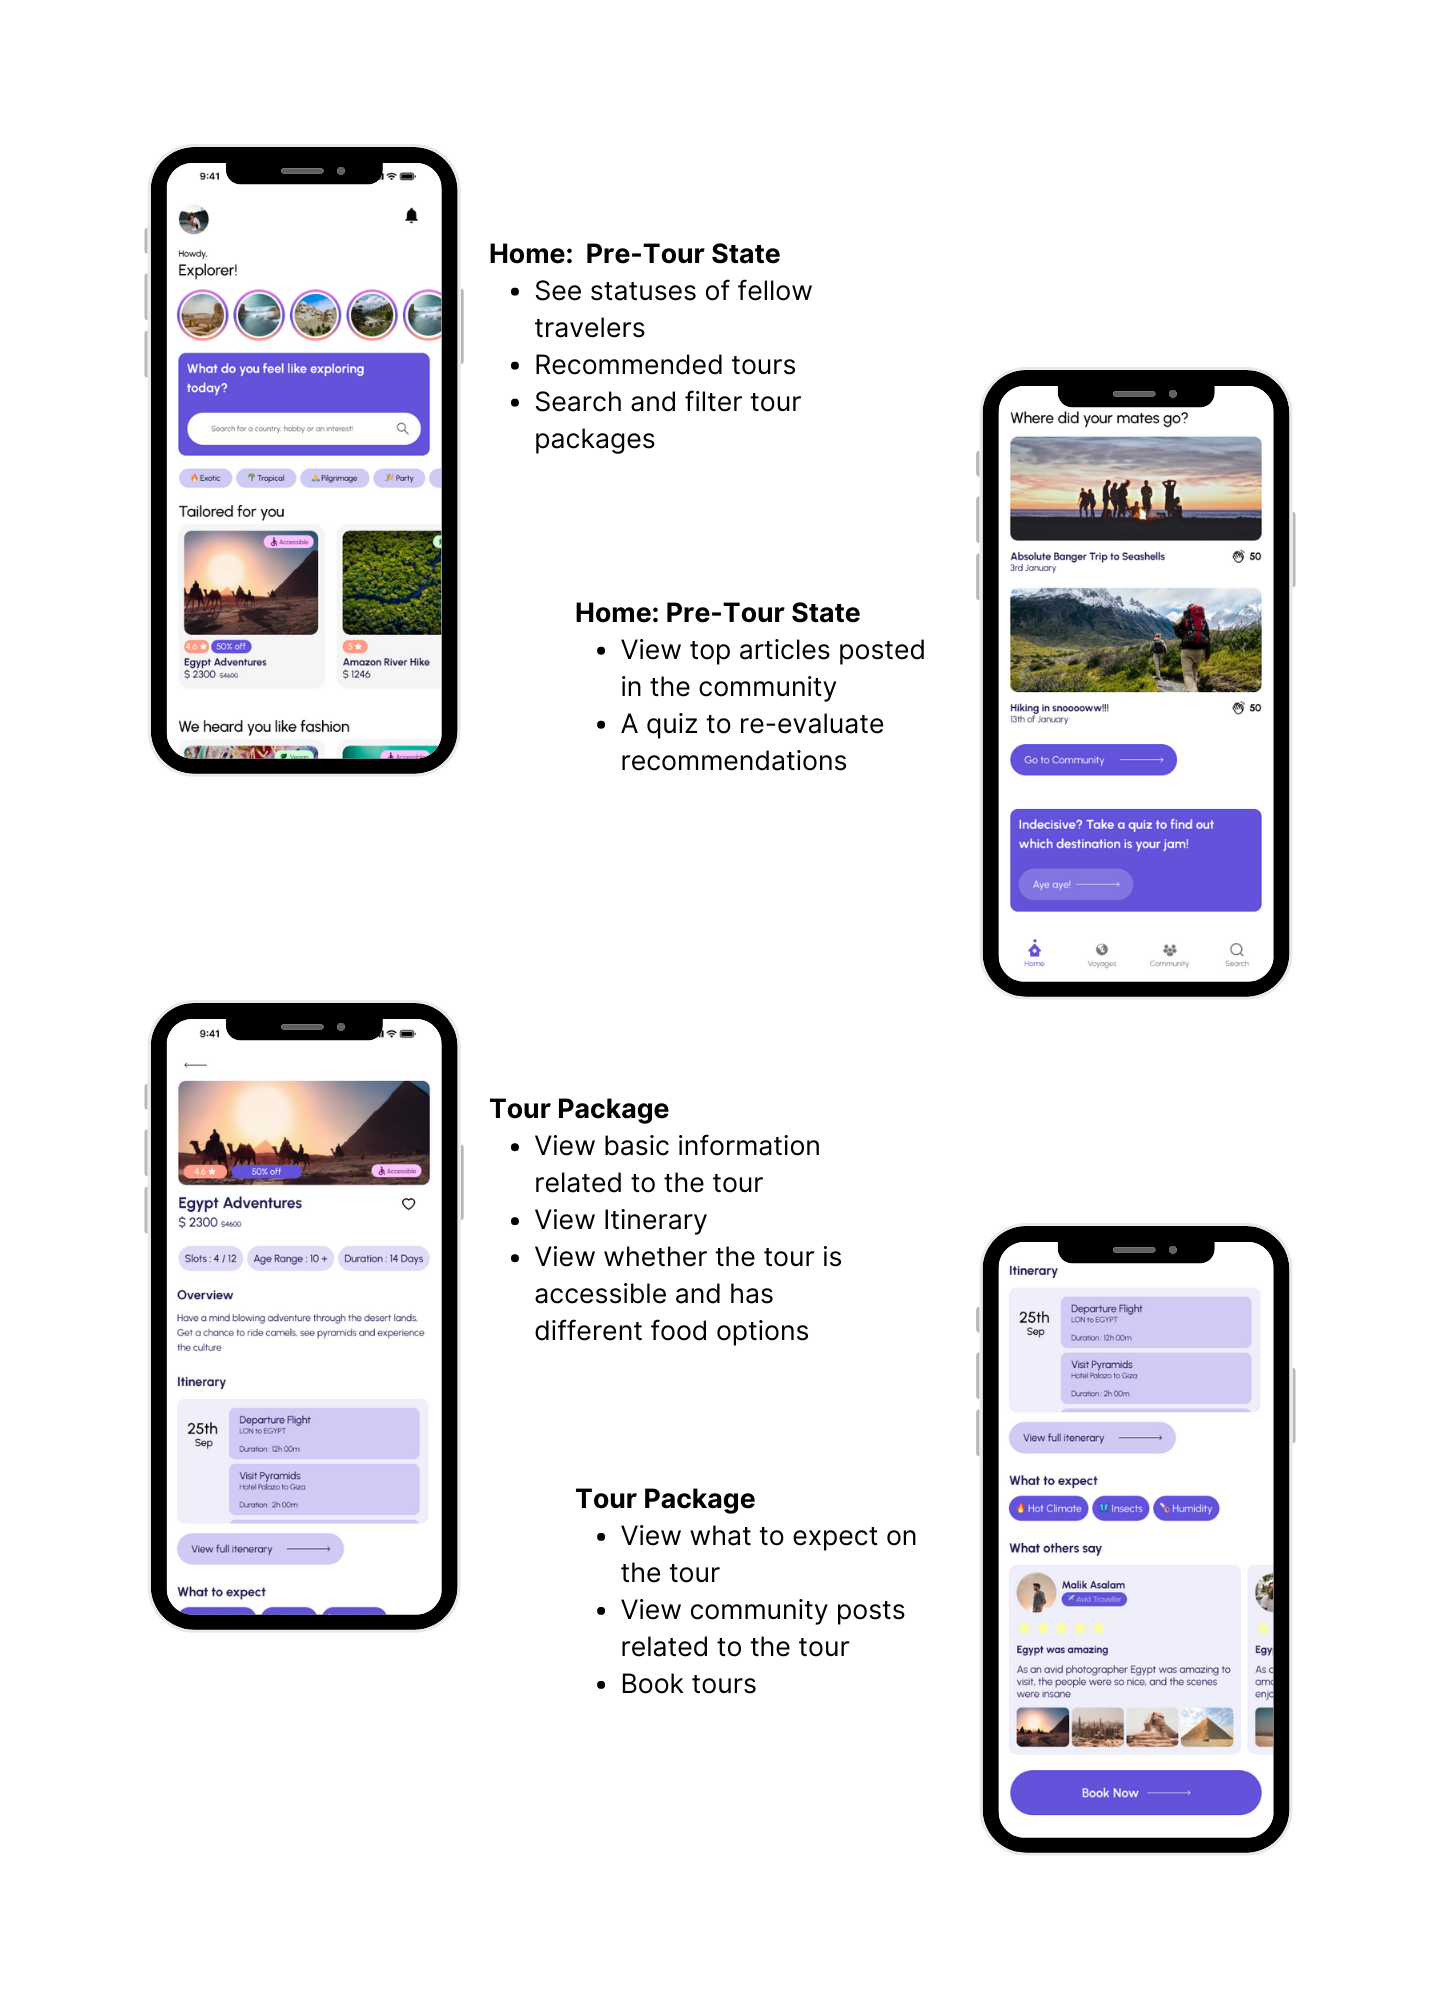 9:41
Howdy,
Explorer!
What do you feel like exploring
today?
Search for a country, hobby or an interest!
Exotic
Tropical
Pilgrimage
Party
Tailored for you
Accessible
4.6
50% off
Egypt Adventures
$ 2300 $4600
5
Amazon River Hike
$ 1246
We heard you like fashion
Vegan
Accessible
Home: Pre-Tour State
• See statuses of fellow
travelers
• Recommended tours
• Search and filter tour
packages
Home: Pre-Tour State
• View top articles posted
in the community
• A quiz to re-evaluate
recommendations
Where did your mates go?
Absolute Banger Trip to Seashells
50
3rd January
Hiking in snooooww!!!
50
13th of January
Go to Community
Indecisive? Take a quiz to find out
which destination is your jam!
Aye aye!
Home
Voyages
Community
Search
9:41
4.6
50% off
Accessible
Egypt Adventures
$ 2300 $4600
Slots : 4 / 12
Age Range : 10 +
Duration : 14 Days
Overview
Have a mind blowing adventure through the desert lands.
Get a chance to ride camels, see pyramids and experience
the culture
Itinerary
25th
Sep
Departure Flight
LON to EGYPT
Duration : 12h 00m
Visit Pyramids
Hotel Palazo to Giza
Duration : 2h 00m
View full itenerary
What to expect
Tour Package
• View basic information
related to the tour
• View Itinerary
• View whether the tour is
accessible and has
different food options
Tour Package
• View what to expect on
the tour
• View community posts
related to the tour
• Book tours
Itinerary
25th
Sep
Departure Flight
LON to EGYPT
Duration : 12h 00m
Visit Pyramids
Hotel Palazo to Giza
Duration : 2h 00m
View full itenerary
What to expect
Hot Climate
Insects
Humidity
What others say
Malik Asalam
Avid Traveller
Egypt was amazing
As an avid photographer Egypt was amazing to
visit, the people were so nice, and the scenes
were insane
Book Now